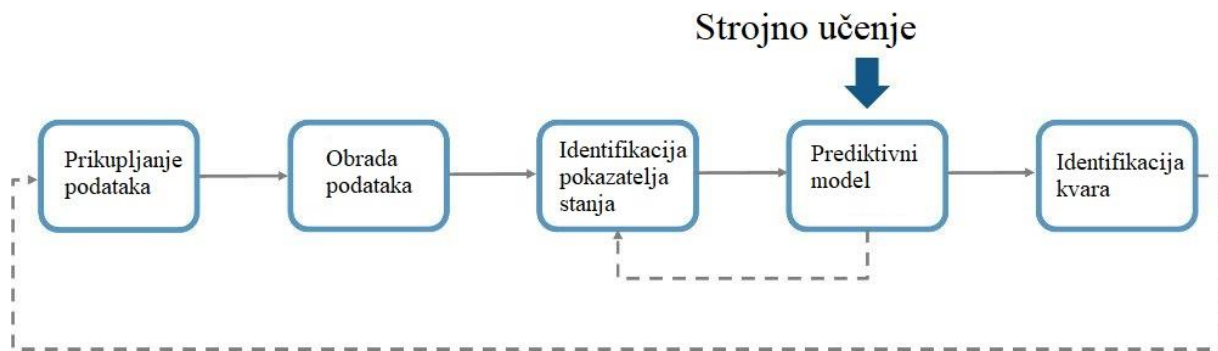 Strojno učenje
Prikupljanje
podataka
Obrada
podataka
Identifikacija
pokazatelja
stanja
Prediktivni
model
Identifikacija
kvara